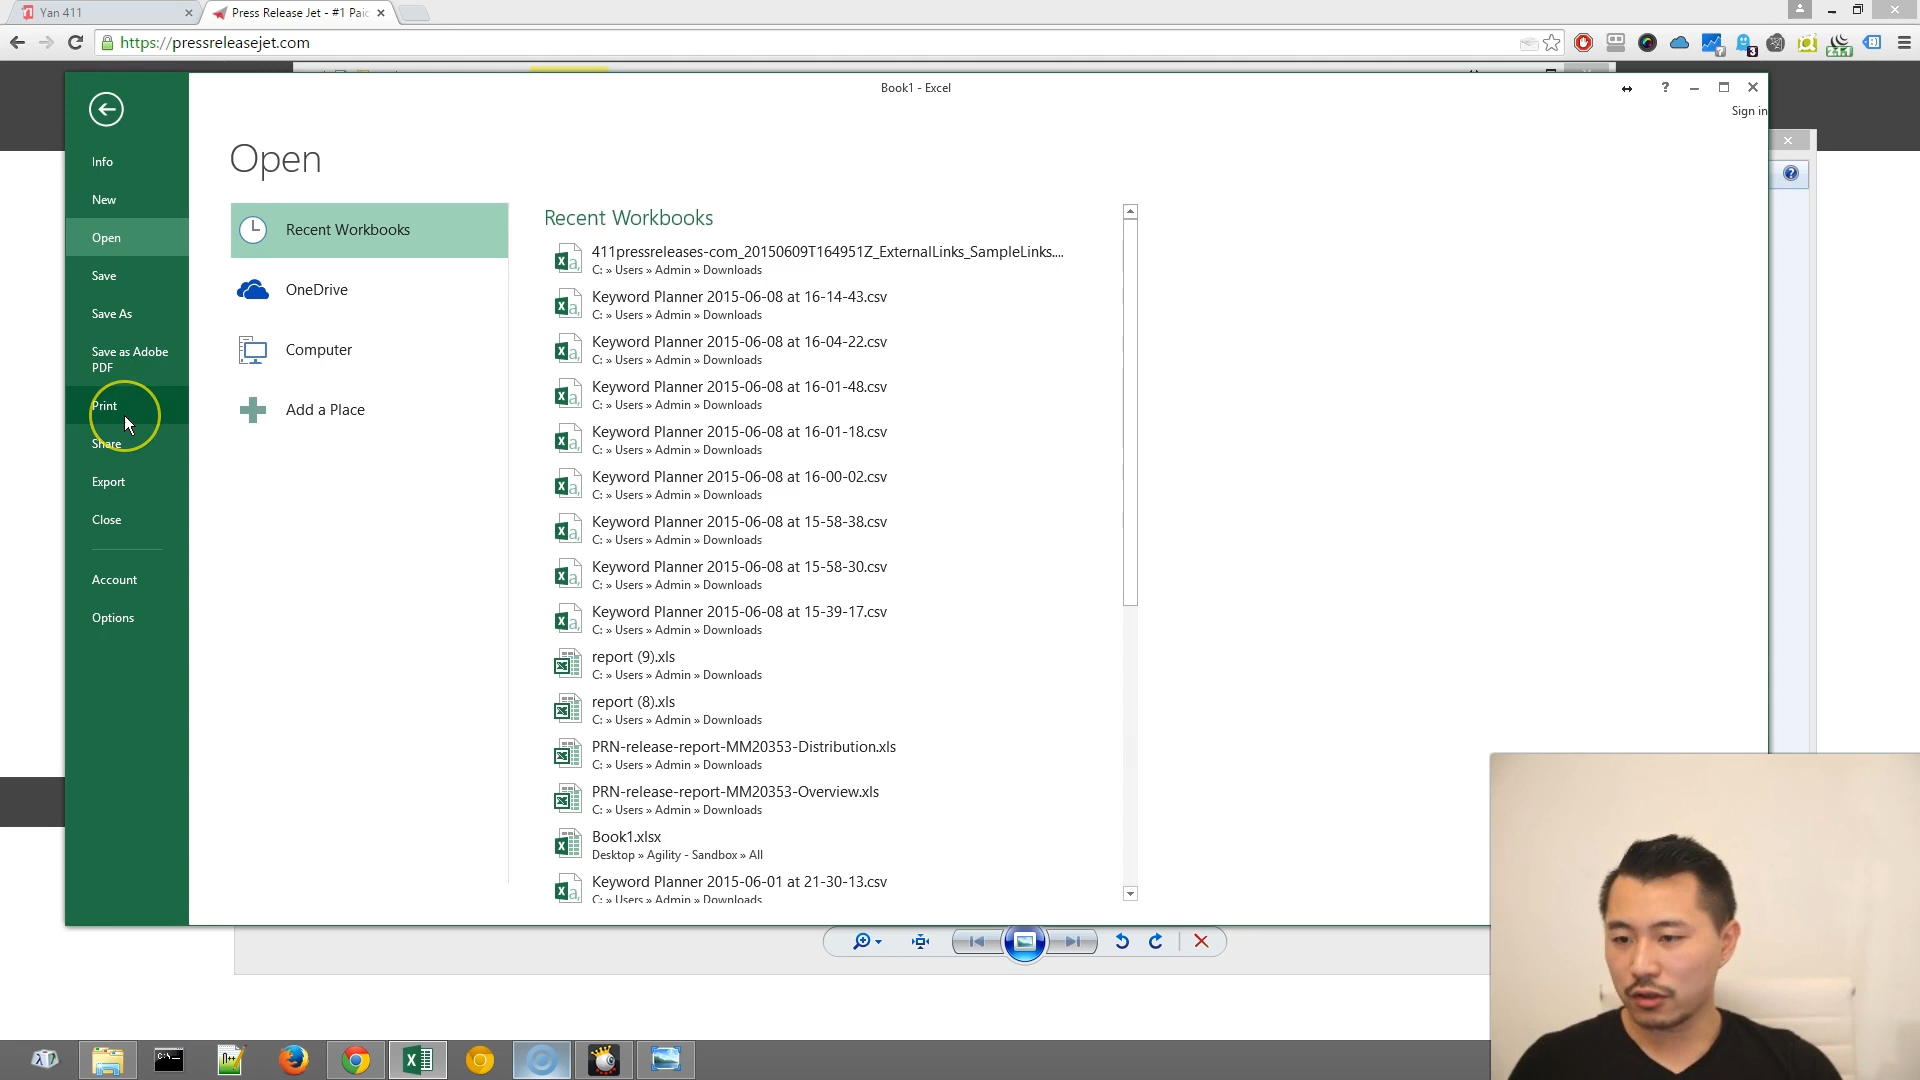 Yan 411
Press Release Jet - #1 Paic
https://pressreleasejet.com
7
3
21.1
Book1 - Excel
?
Sign in
Info
New
Open
Save
Save As
Save as Adobe
PDF
Print
Share
Export
Close
Account
Options
Open
Recent Workbooks
OneDrive
Computer
Add a Place
Recent Workbooks
411pressreleases-com_20150609T164951Z_ExternalLinks_SampleLinks....
C: » Users » Admin » Downloads
Keyword Planner 2015-06-08 at 16-14-43.csv
C: » Users » Admin » Downloads
Keyword Planner 2015-06-08 at 16-04-22.csv
C: » Users » Admin » Downloads
Keyword Planner 2015-06-08 at 16-01-48.csv
C: » Users » Admin » Downloads
Keyword Planner 2015-06-08 at 16-01-18.csv
C: » Users » Admin » Downloads
Keyword Planner 2015-06-08 at 16-00-02.csv
C: » Users » Admin » Downloads
Keyword Planner 2015-06-08 at 15-58-38.csv
C: » Users » Admin » Downloads
Keyword Planner 2015-06-08 at 15-58-30.csv
C: » Users » Admin » Downloads
Keyword Planner 2015-06-08 at 15-39-17.csv
C: » Users » Admin » Downloads
report (9).xls
C: » Users » Admin » Downloads
report (8).xls
C: » Users » Admin » Downloads
PRN-release-report-MM20353-Distribution.xls
C: » Users » Admin » Downloads
PRN-release-report-MM20353-Overview.xls
C: » Users » Admin » Downloads
Book1.xlsx
Desktop » Agility - Sandbox » All
Keyword Planner 2015-06-01 at 21-30-13.csv
C: » Users » Admin » Downloads